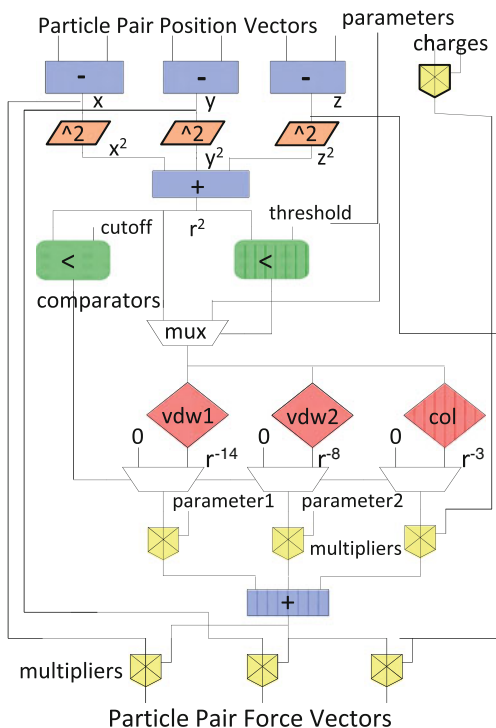 Particle Pair Position Vectors
parameters
charges
- - -
x y z
^2 ^2 ^2
x² y² z²
+
r²
cutoff
threshold
< <
comparators
mux
vdw1 vdw2 col
0 r⁻¹⁴ 0 r⁻⁸ 0 r⁻³
parameter1 parameter2
multipliers
+
multipliers
Particle Pair Force Vectors